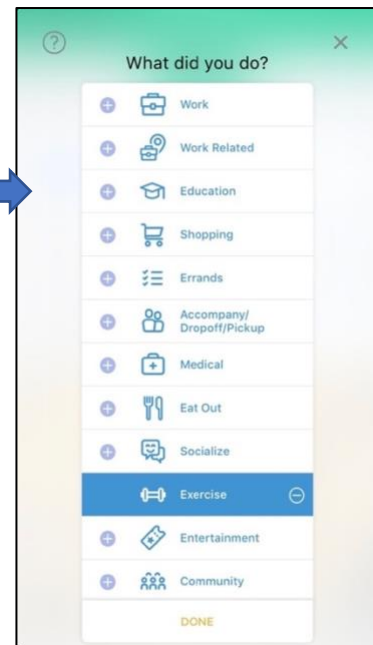 What did you do?
Work
Work Related
Education
Shopping
Errands
Accompany/
Dropoff/Pickup
Medical
Eat Out
Socialize
Exercise
Entertainment
Community
DONE